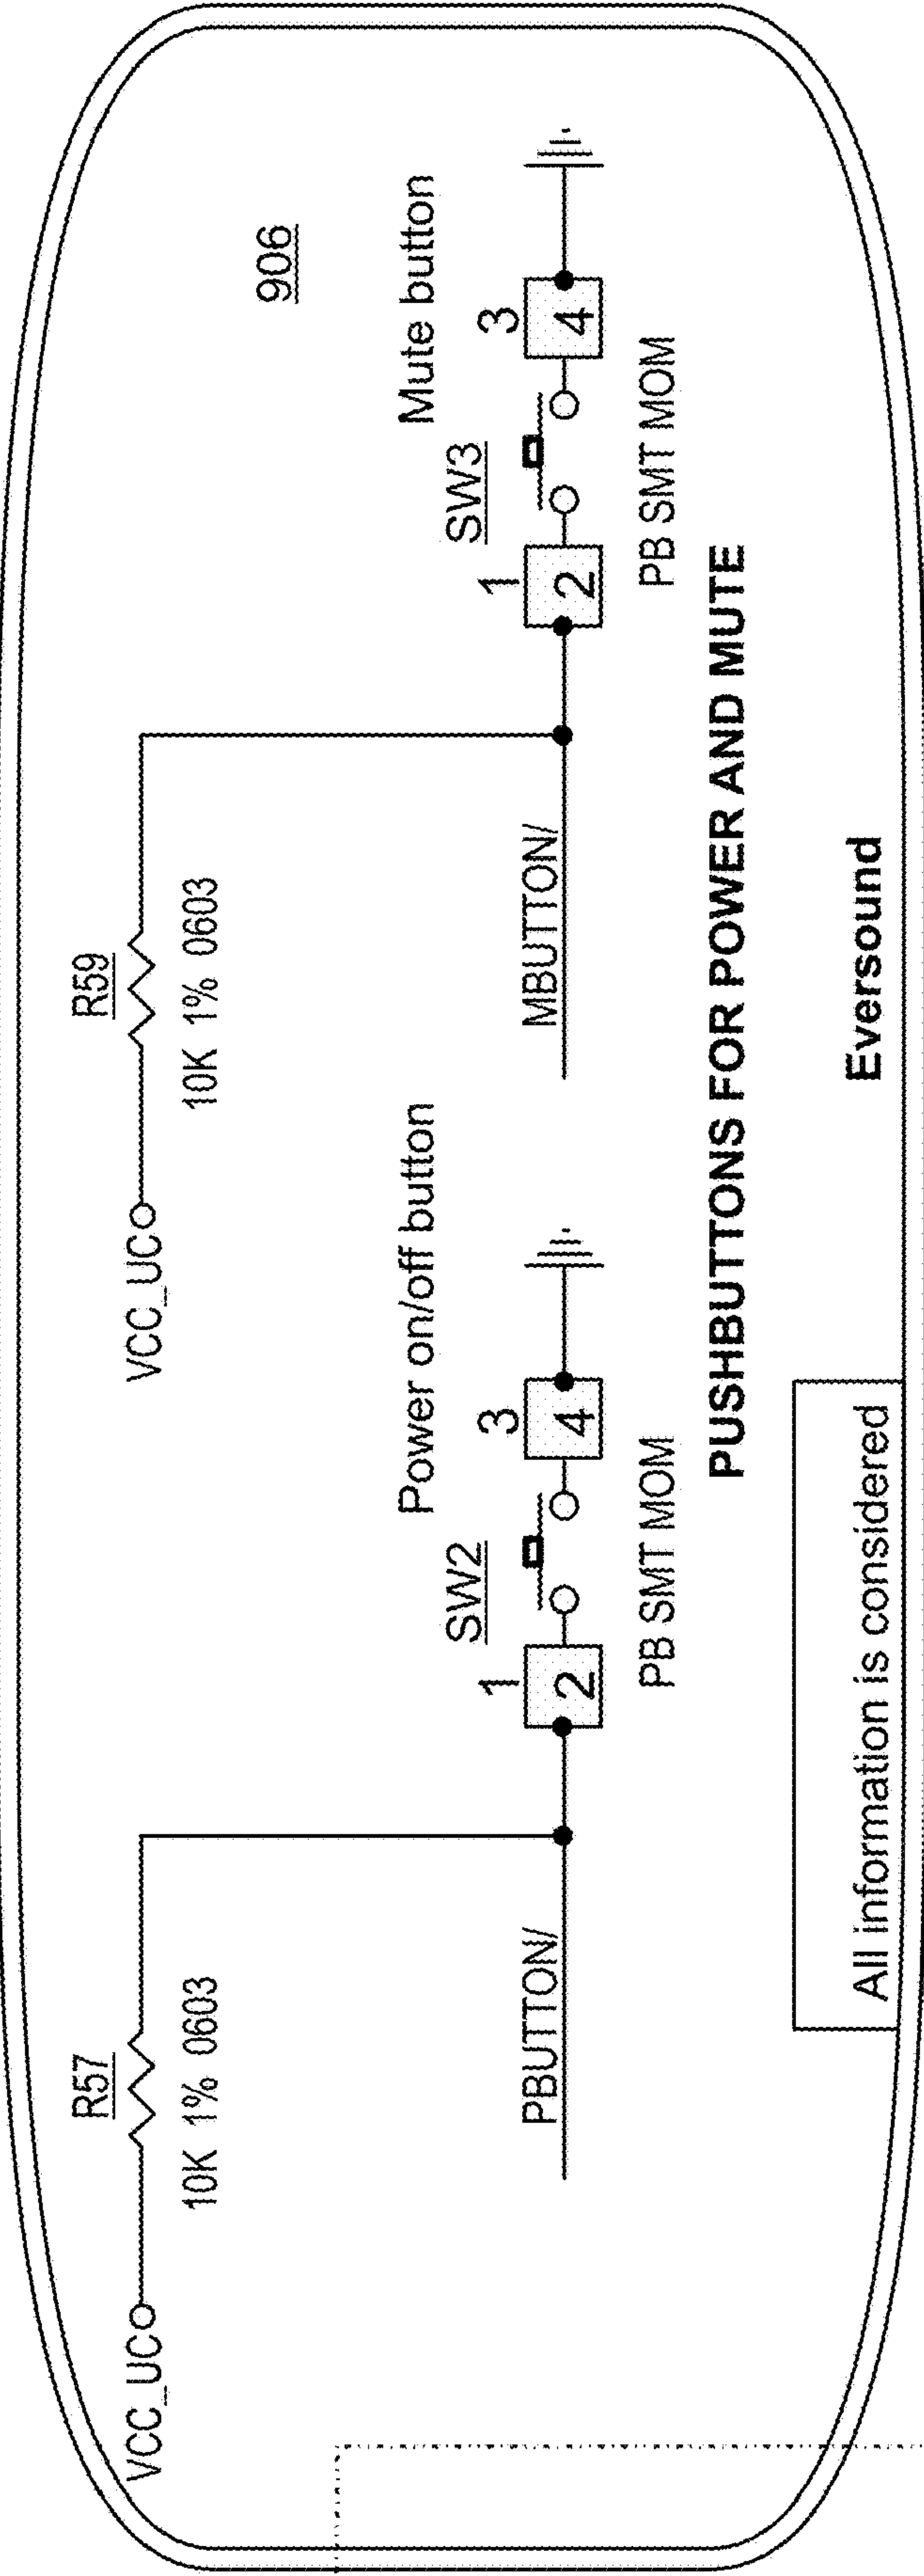 906
VCC_UC
R57
10K 1% 0603
VCC_UC
R59
10K 1% 0603
Power on/off button
Mute button
SW2
SW3
PBUTTON/
1
2
3
4
MBUTTON/
1
2
3
4
PB SMT MOM
PB SMT MOM
PUSHBUTTONS FOR POWER AND MUTE
All information is considered
Eversound